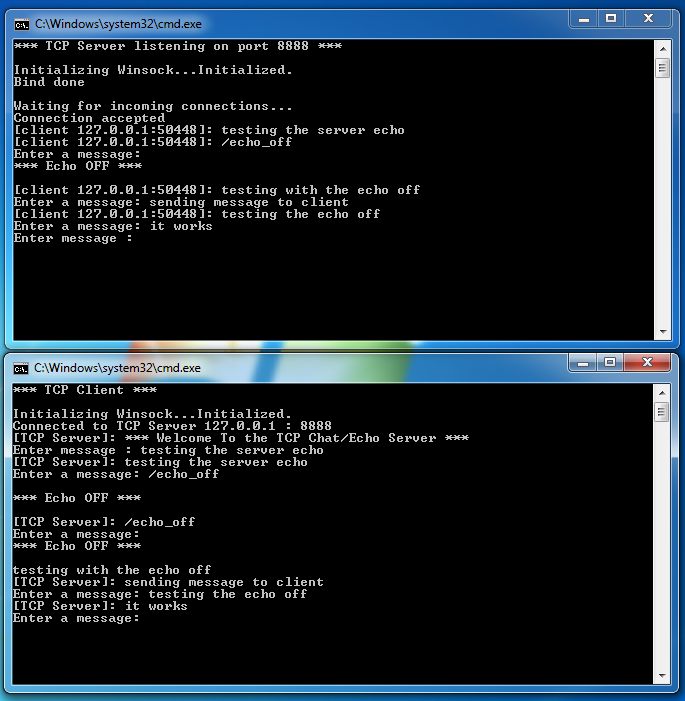 C:\Windows\system32\cmd.exe
*** TCP Server listening on port 8888 ***
Initializing Winsock...Initialized.
Bind done
Waiting for incoming connections...
Connection accepted
[client 127.0.0.1:50448]: testing the server echo
[client 127.0.0.1:50448]: /echo_off
Enter a message:
*** Echo OFF ***
[client 127.0.0.1:50448]: testing with the echo off
Enter a message: sending message to client
[client 127.0.0.1:50448]: testing the echo off
Enter a message: it works
Enter message :
C:\Windows\system32\cmd.exe
*** TCP Client ***
Initializing Winsock...Initialized.
Connected to TCP Server 127.0.0.1 : 8888
[TCP Server]: *** Welcome To the TCP Chat/Echo Server ***
Enter message : testing the server echo
[TCP Server]: testing the server echo
Enter a message: /echo_off
*** Echo OFF ***
[TCP Server]: /echo_off
Enter a message:
*** Echo OFF ***
testing with the echo off
[TCP Server]: sending message to client
Enter a message: testing the echo off
[TCP Server]: it works
Enter a message: